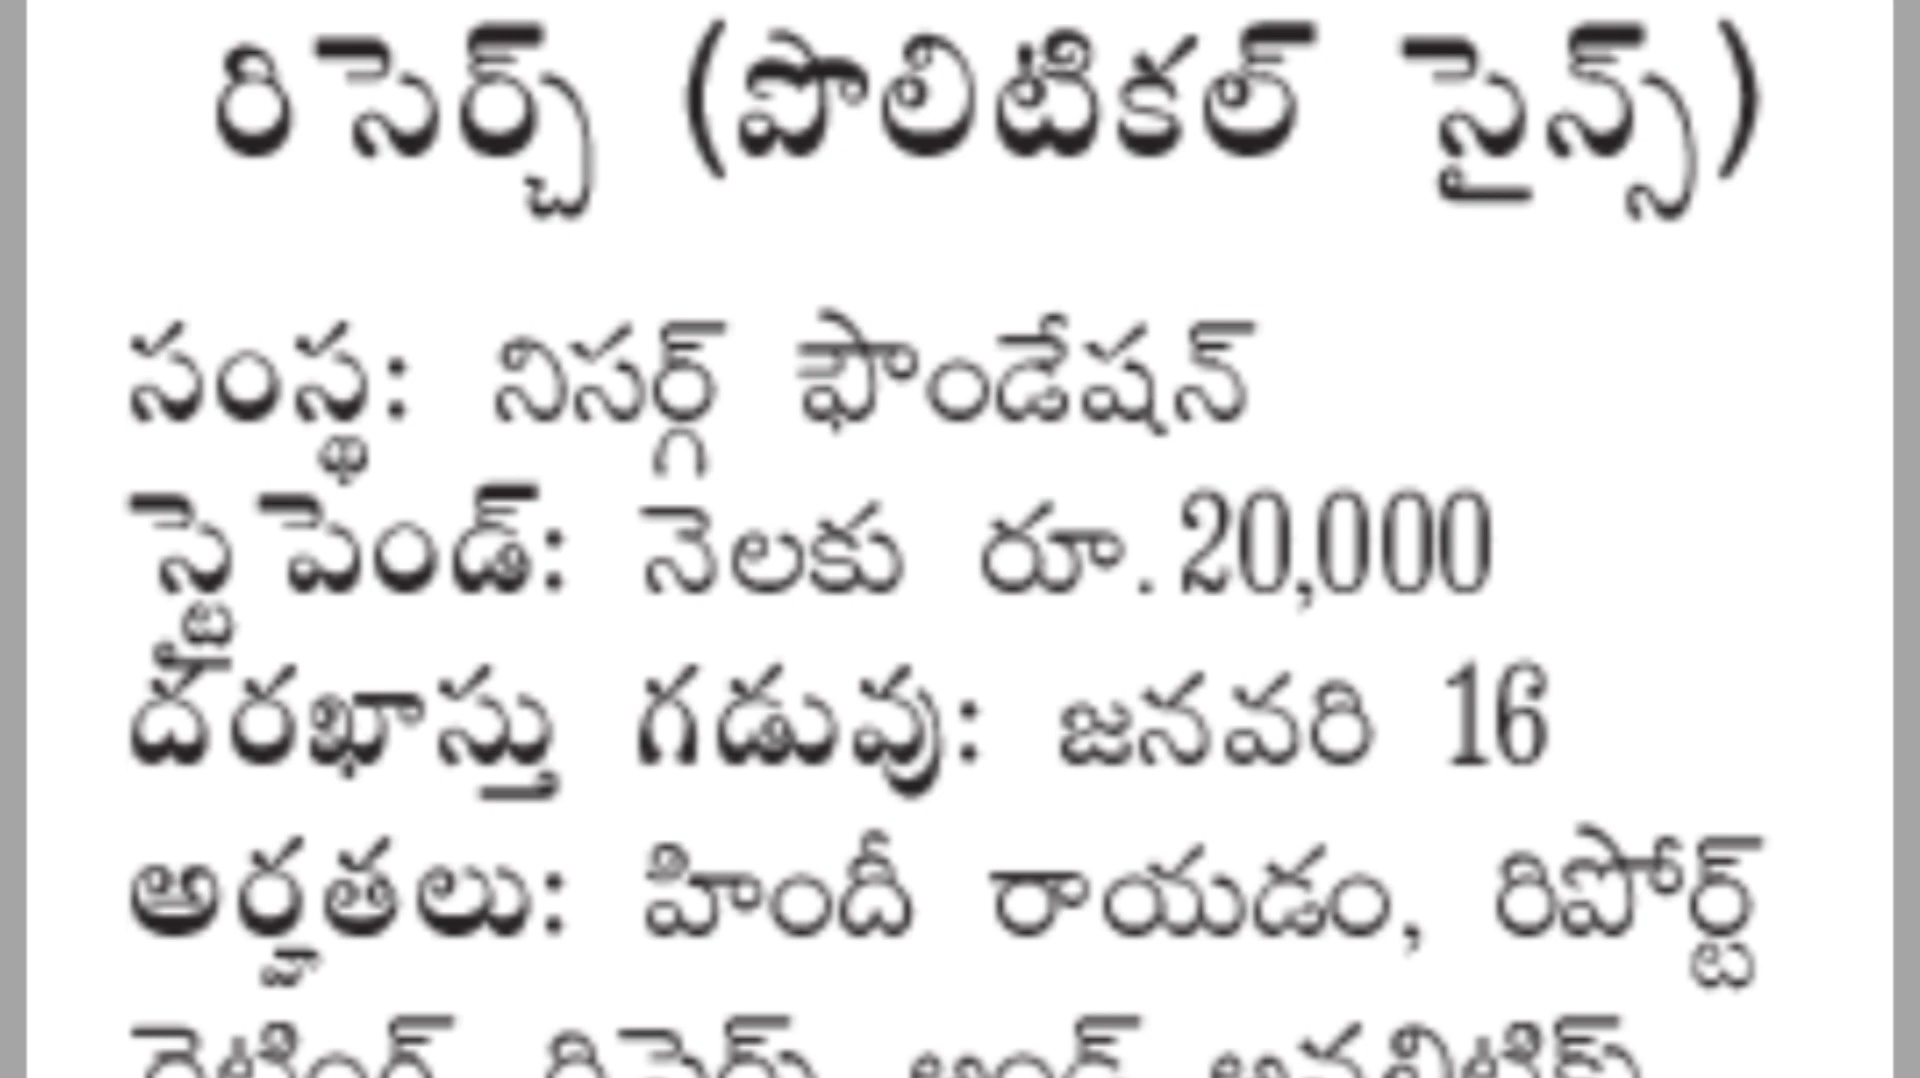 రిసెర్చ్ (పొలిటికల్ సైన్స్)
సంస్థ: నిసర్గ్ ఫౌండేషన్
స్టైపెండ్: నెలకు రూ.20,000
దరఖాస్తు గడువు: జనవరి 16
అర్హతలు: హిందీ రాయడం, రిపోర్ట్